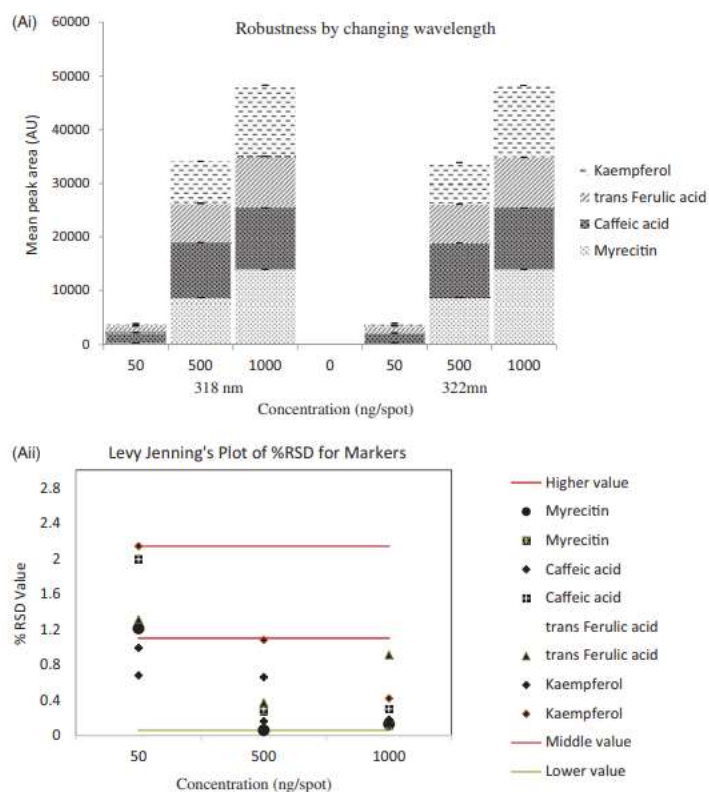 (Ai)
Robustness by changing wavelength
60000
50000
40000
30000
20000
10000
0
Mean peak area (AU)
50
500
1000
0
50
500
1000
318 nm
322mn
Concentration (ng/spot)
Kaempferol
trans Ferulic acid
Caffeic acid
Myrecitin
(Aii)
Levy Jenning's Plot of %RSD for Markers
2.8
2.4
2
1.6
1.2
0.8
0.4
0
% RSD Value
50
500
1000
Concentration (ng/spot)
Higher value
Myrecitin
Myrecitin
Caffeic acid
Caffeic acid
trans Ferulic acid
trans Ferulic acid
Kaempferol
Kaempferol
Middle value
Lower value